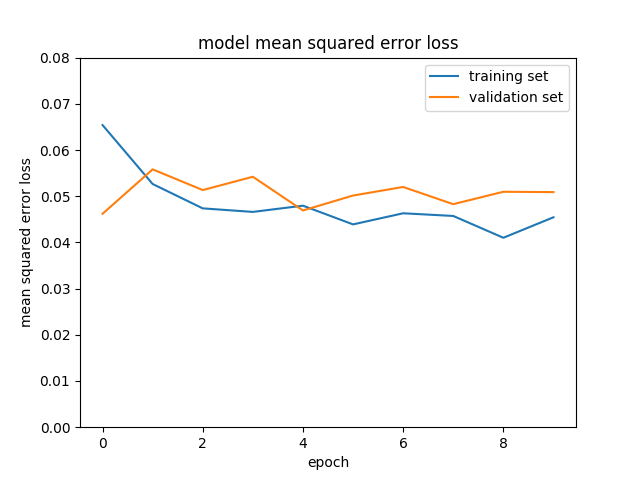 model mean squared error loss
training set
validation set
0.08
0.07
0.06
0.05
0.04
0.03
0.02
0.01
0.00
mean squared error loss
0 2 4 6 8
epoch